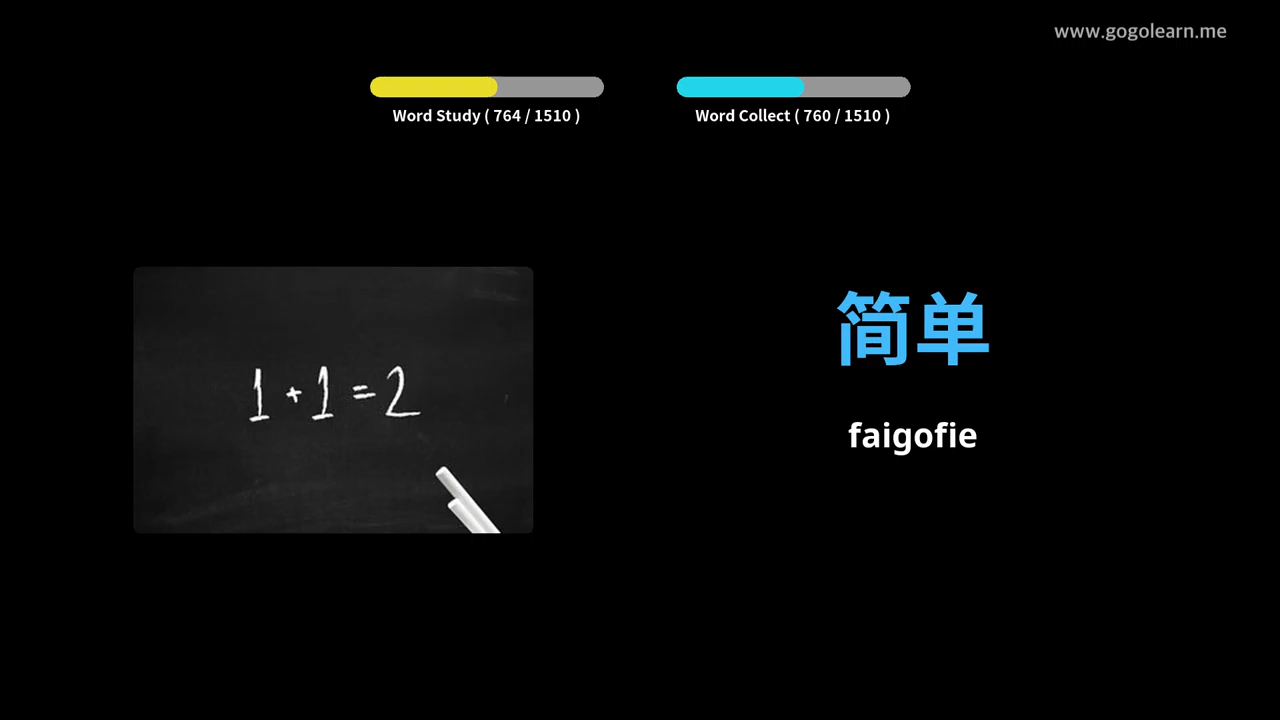 www.gogolearn.me
Word Study ( 764 / 1510 )
Word Collect ( 760 / 1510 )
1 + 1 = 2
简单
faigofie